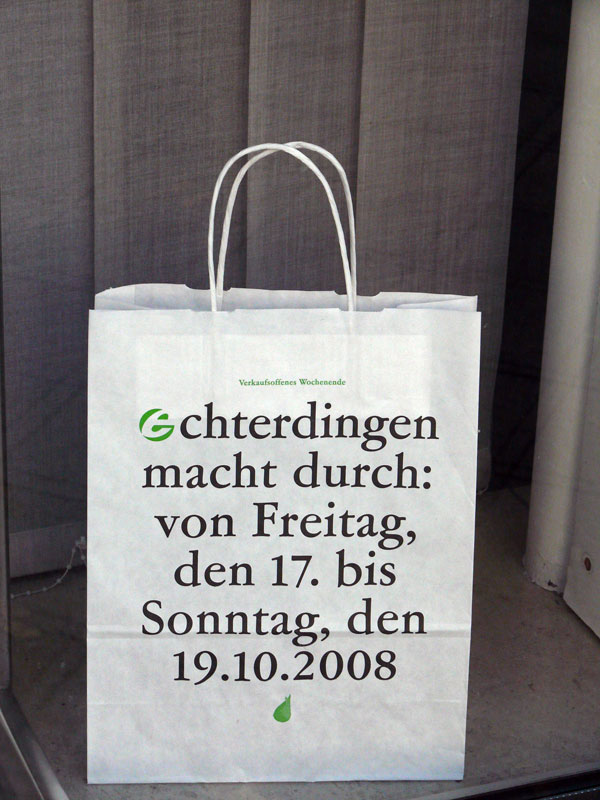 Verkaufsoffenes Wochenende
echterdingen
macht durch:
von Freitag,
den 17. bis
Sonntag, den
19.10.2008